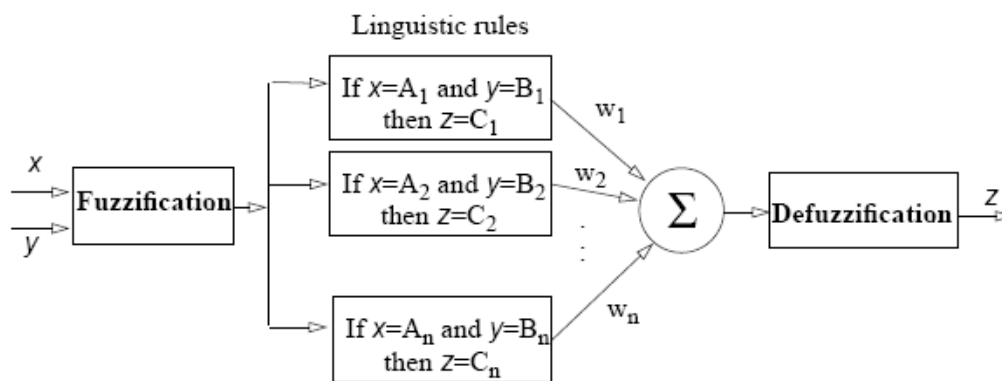 Linguistic rules
If x=A₁ and y=B₁
then z=C₁
w₁
x
y
Fuzzification
If x=A₂ and y=B₂
then z=C₂
w₂
Σ
Defuzzification
z
If x=Aₙ and y=Bₙ
then z=Cₙ
wₙ